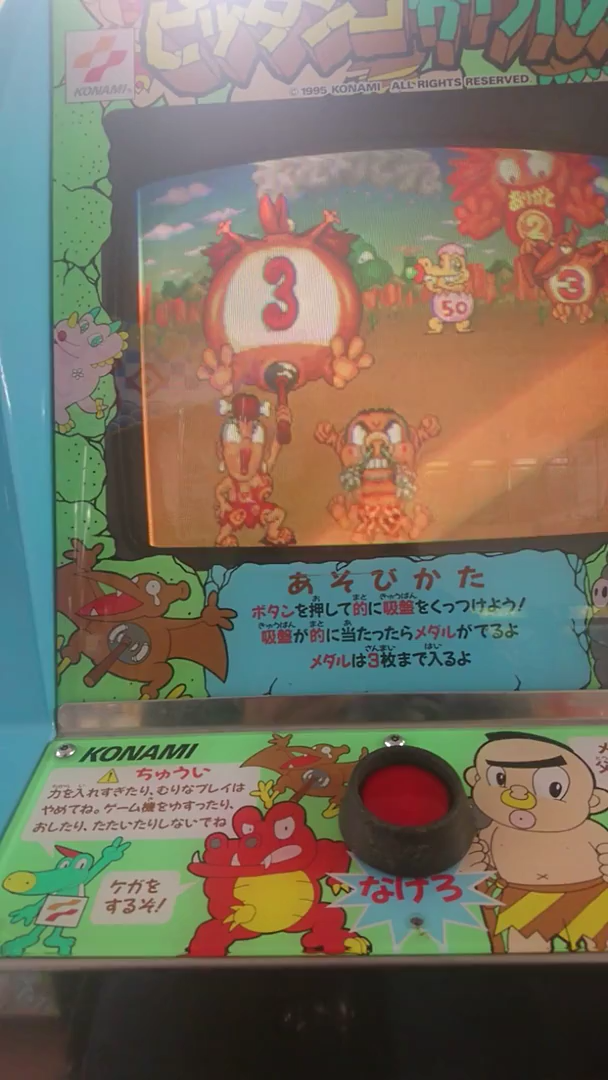 KONAMI
© 1995 KONAMI ALL RIGHTS RESERVED
ありがと
2
3
50
3
あそびかた
ボタンを押して的に吸盤をくっつけよう!
吸盤が的に当たったらメダルがでるよ
メダルは3枚まで入るよ
KONAMI
ちゅうい
力を入れすぎたり、むりなプレイは
やめてね。ゲーム機をゆすったり、
おしたり、たたいたりしないでね
ケガを
するぞ!
なげろ